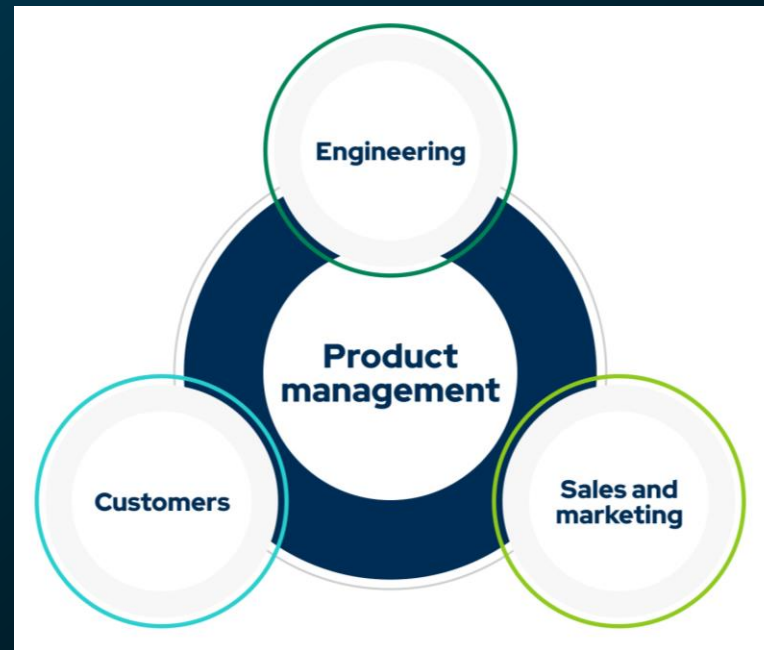 Engineering
Product
management
Customers
Sales and
marketing